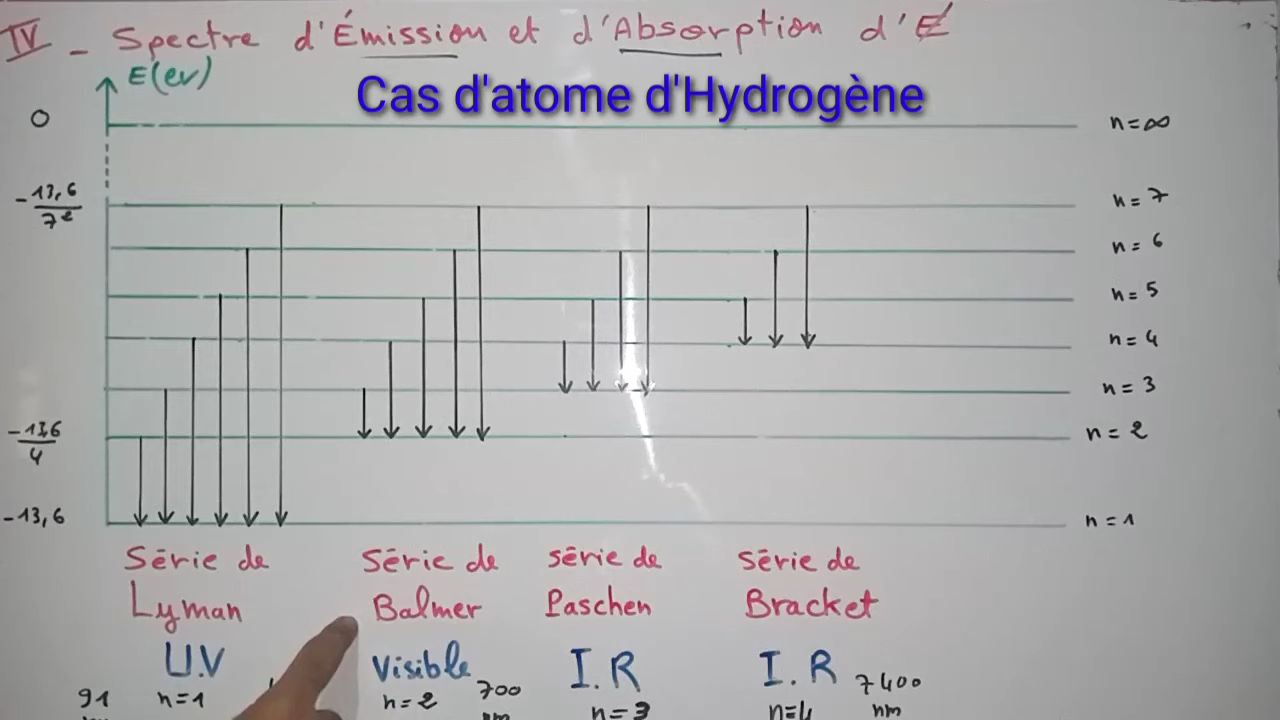 IV - Spectre d'Émission et d'Absorption d'É
E(ev)
Cas d'atome d'Hydrogène
0
n=∞
-13,6
7²
n=7
n=6
n=5
n=4
n=3
-13,6
4
n=2
-13,6
n=1
Série de
Lyman
U.V
n=1
91
Série de
Balmer
Visible
n=2
700
nm
série de
Paschen
I.R
n=3
série de
Bracket
I.R
n=4
7400
nm